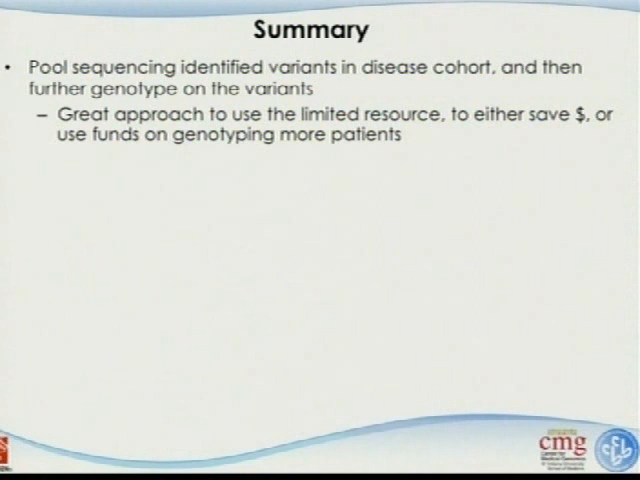 Summary
• Pool sequencing identified variants in disease cohort, and then
further genotype on the variants
– Great approach to use the limited resource, to either save $, or
use funds on genotyping more patients
cmg